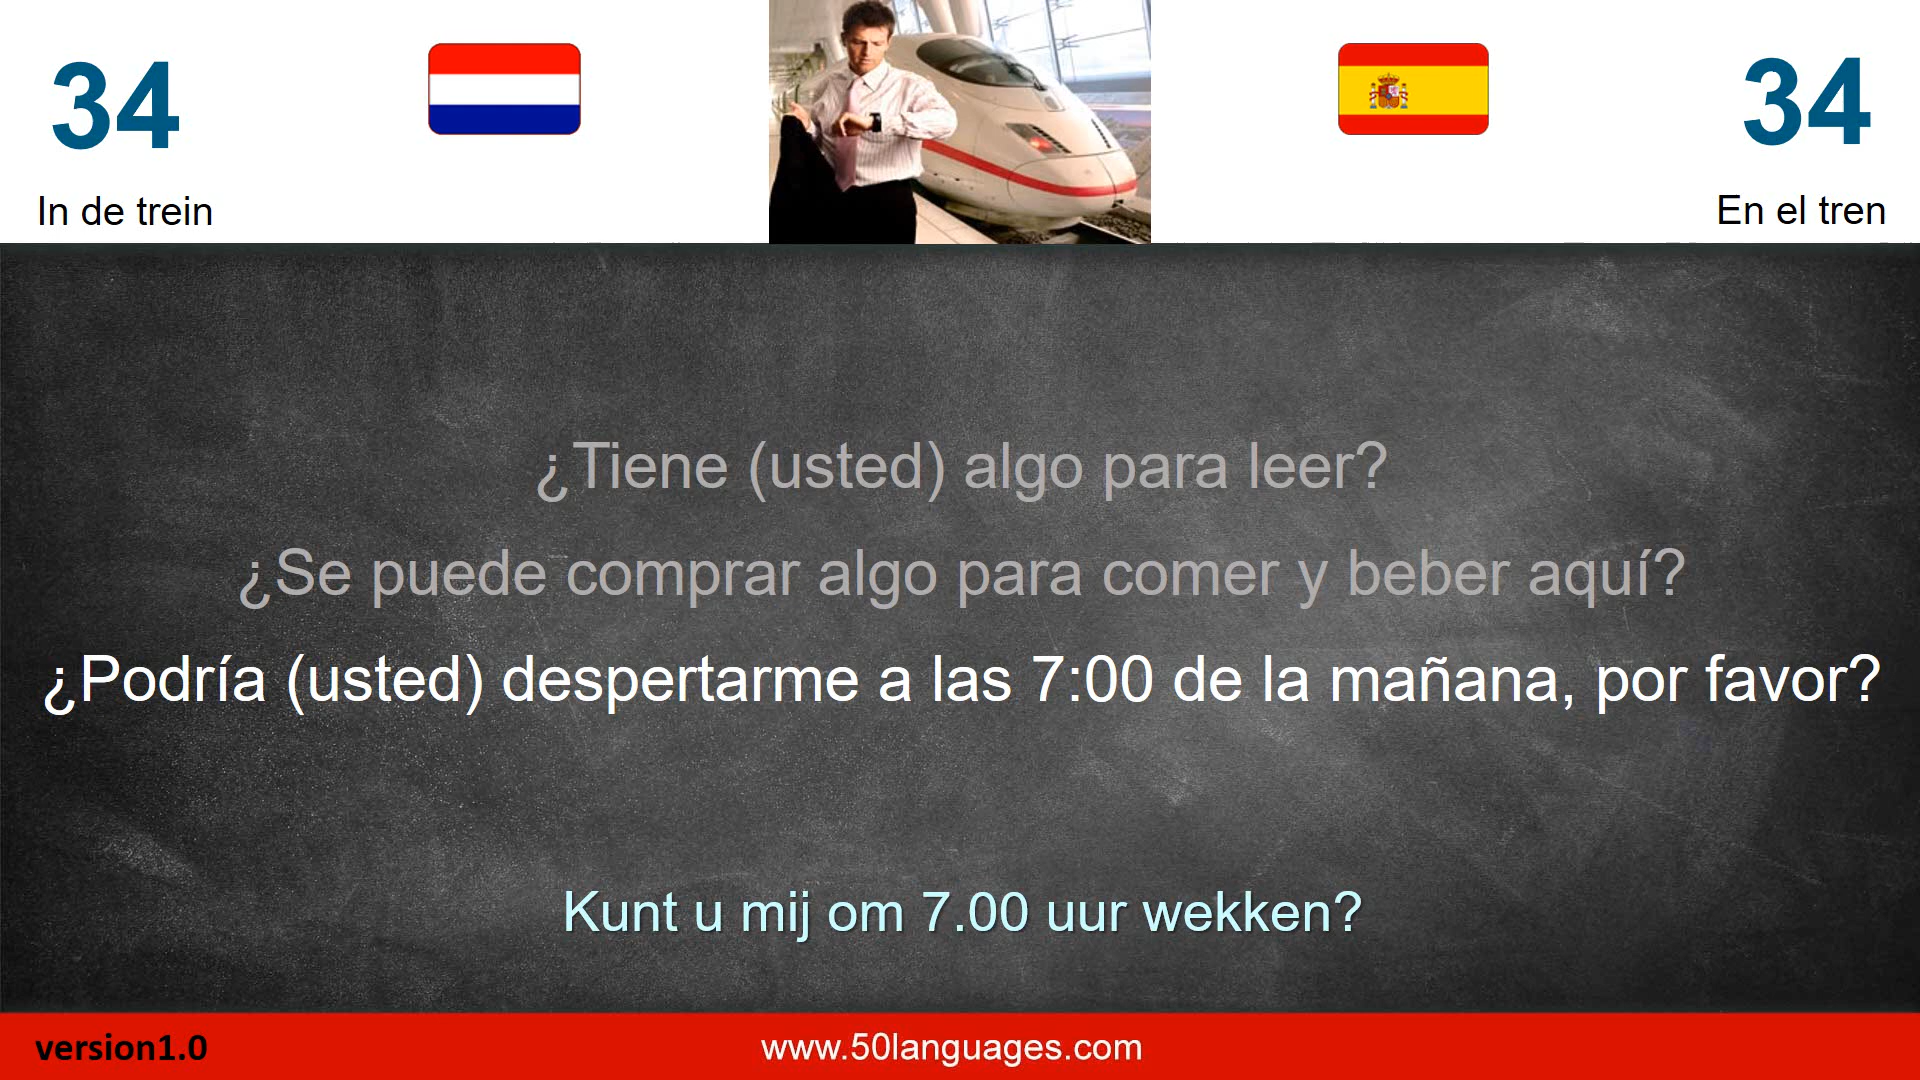 34
34
In de trein
En el tren
¿Tiene (usted) algo para leer?
¿Se puede comprar algo para comer y beber aquí?
¿Podría (usted) despertarme a las 7:00 de la mañana, por favor?
Kunt u mij om 7.00 uur wekken?
version1.0
www.50languages.com